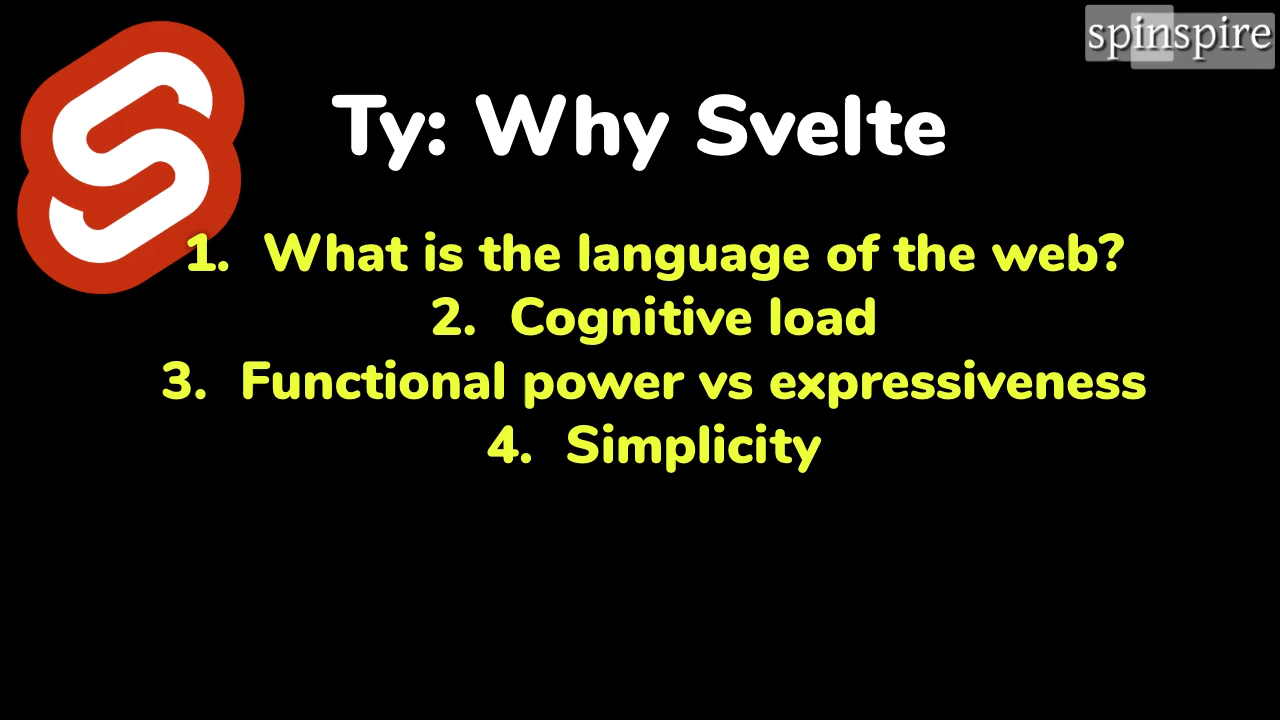 spinspire
Ty: Why Svelte
1. What is the language of the web?
2. Cognitive load
3. Functional power vs expressiveness
4. Simplicity